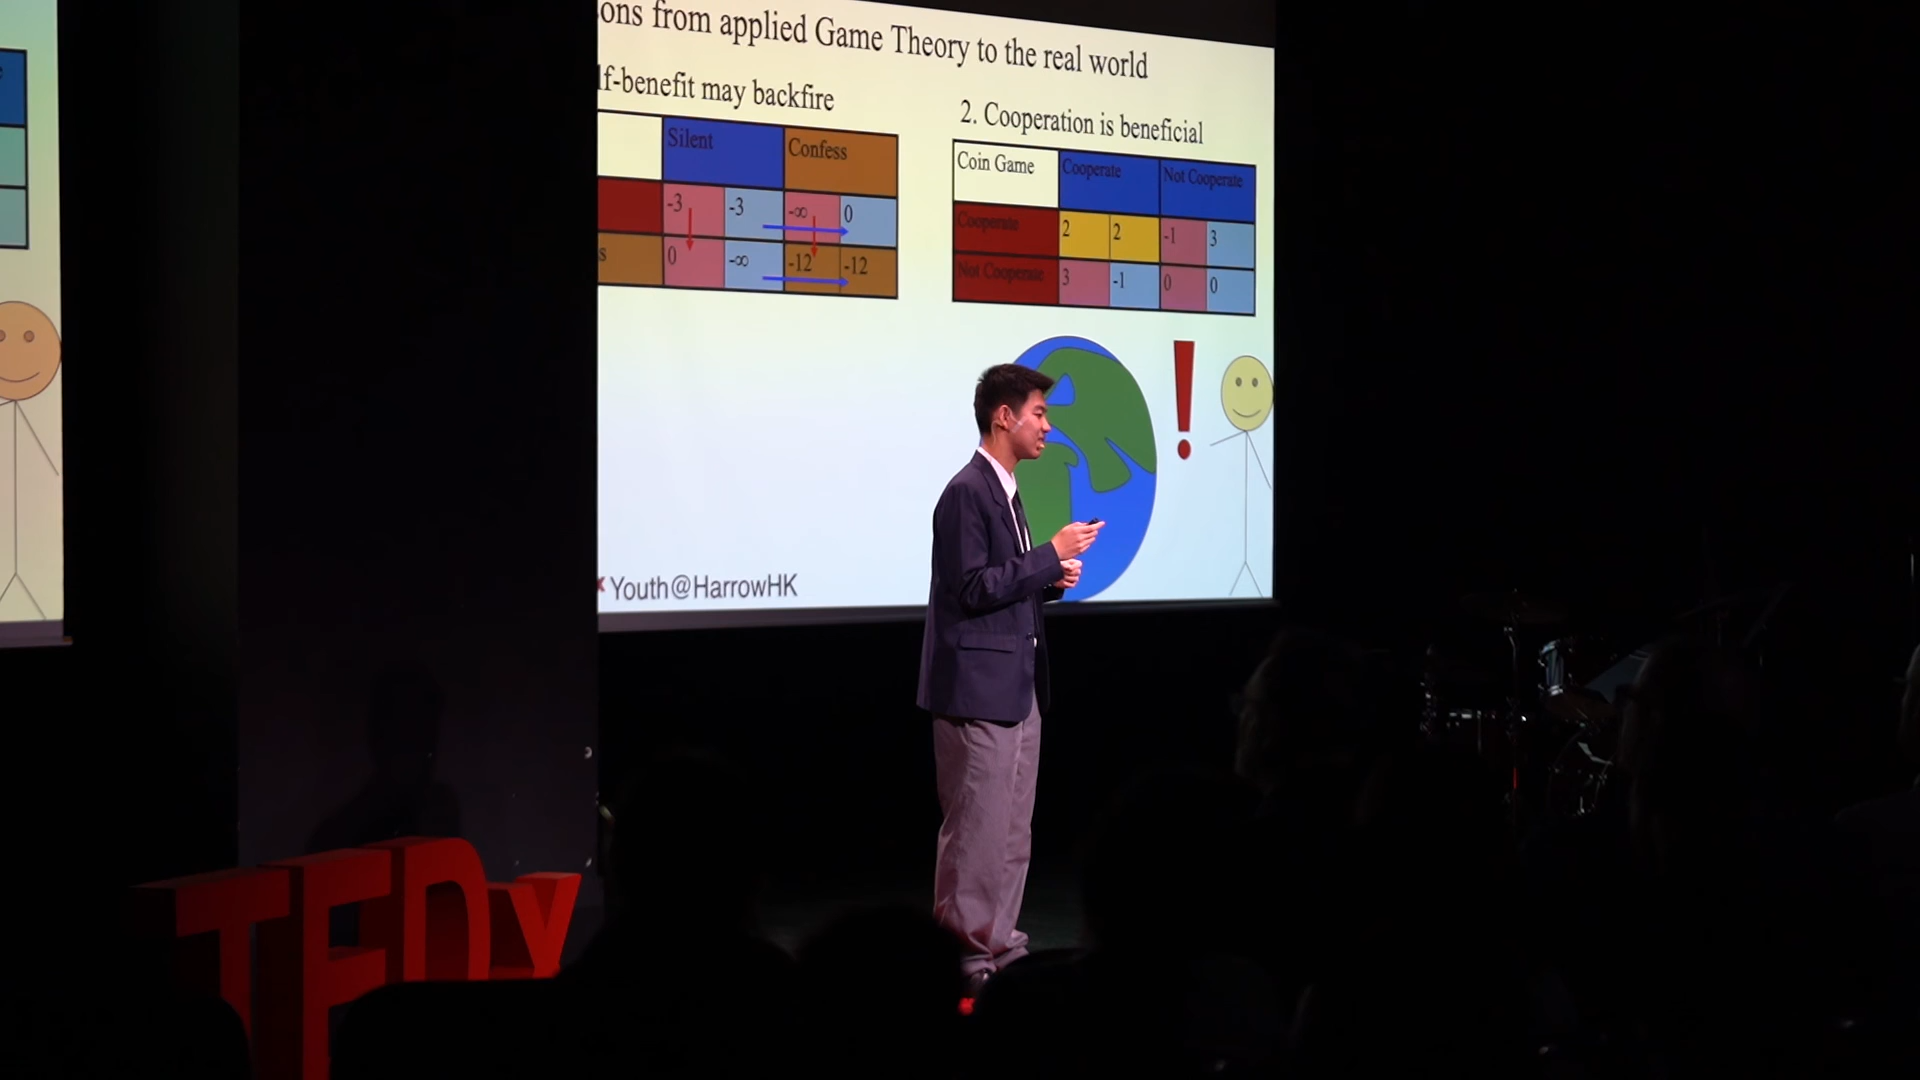 ons from applied Game Theory to the real world
lf-benefit may backfire
Silent Confess
-3 -3 -∞ 0
s 0 -∞ -12 -12
2. Cooperation is beneficial
Coin Game Cooperate Not Cooperate
Cooperate 2 2 -1 3
Not Cooperate 3 -1 0 0
!
Youth@HarrowHK
TEDx